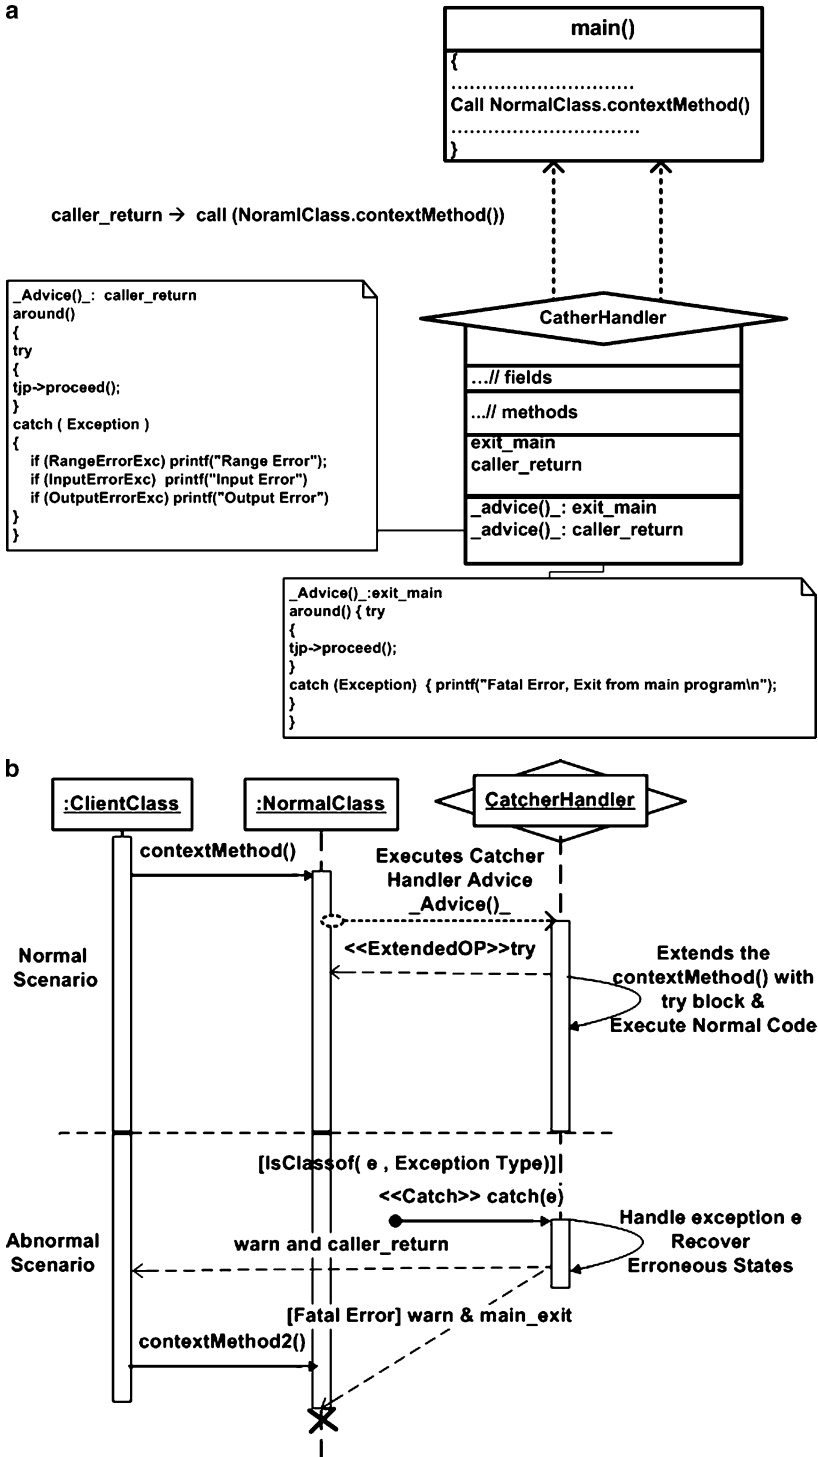 a
main()
{
..............................
Call NormalClass.contextMethod()
...............................
}
caller_return → call (NoramlClass.contextMethod())
_Advice()_: caller_return
around()
{
try
{
tjp->proceed();
}
catch ( Exception )
{
if (RangeErrorExc) printf("Range Error");
if (InputErrorExc) printf("Input Error")
if (OutputErrorExc) printf("Output Error")
}
}
CatherHandler
...// fields
...// methods
exit_main
caller_return
_advice()_: exit_main
_advice()_: caller_return
_Advice()_:exit_main
around() { try
{
tjp->proceed();
}
catch (Exception) { printf("Fatal Error, Exit from main program\n");
}
}
b
:ClientClass
:NormalClass
CatcherHandler
contextMethod()
Executes Catcher
Handler Advice
_Advice()_
<<ExtendedOP>>try
Normal
Scenario
Extends the
contextMethod() with
try block &
Execute Normal Code
[IsClassof( e , Exception Type)]
<<Catch>> catch(e)
Abnormal
Scenario
warn and caller_return
Handle exception e
Recover
Erroneous States
[Fatal Error] warn & main_exit
contextMethod2()